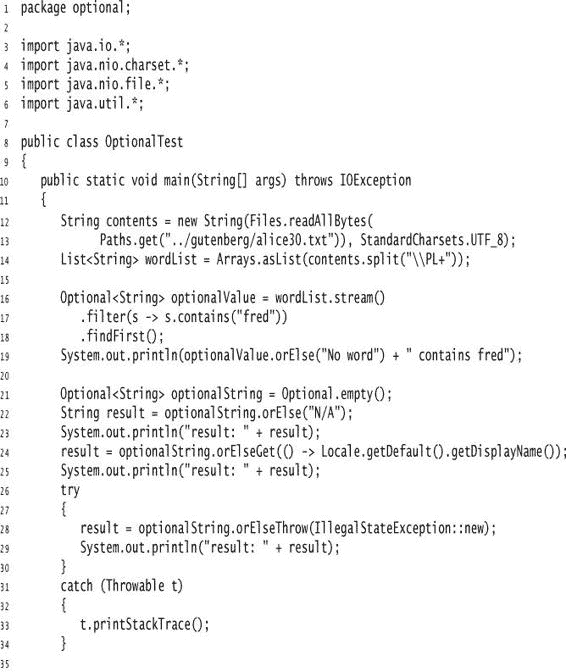 1 package optional;
2
3 import java.io.*;
4 import java.nio.charset.*;
5 import java.nio.file.*;
6 import java.util.*;
7
8 public class OptionalTest
9 {
10    public static void main(String[] args) throws IOException
11    {
12       String contents = new String(Files.readAllBytes(
13             Paths.get("../gutenberg/alice30.txt")), StandardCharsets.UTF_8);
14       List<String> wordList = Arrays.asList(contents.split("\\PL+"));
15
16       Optional<String> optionalValue = wordList.stream()
17          .filter(s -> s.contains("fred"))
18          .findFirst();
19       System.out.println(optionalValue.orElse("No word") + " contains fred");
20
21       Optional<String> optionalString = Optional.empty();
22       String result = optionalString.orElse("N/A");
23       System.out.println("result: " + result);
24       result = optionalString.orElseGet(() -> Locale.getDefault().getDisplayName());
25       System.out.println("result: " + result);
26       try
27       {
28          result = optionalString.orElseThrow(IllegalStateException::new);
29          System.out.println("result: " + result);
30       }
31       catch (Throwable t)
32       {
33          t.printStackTrace();
34       }
35